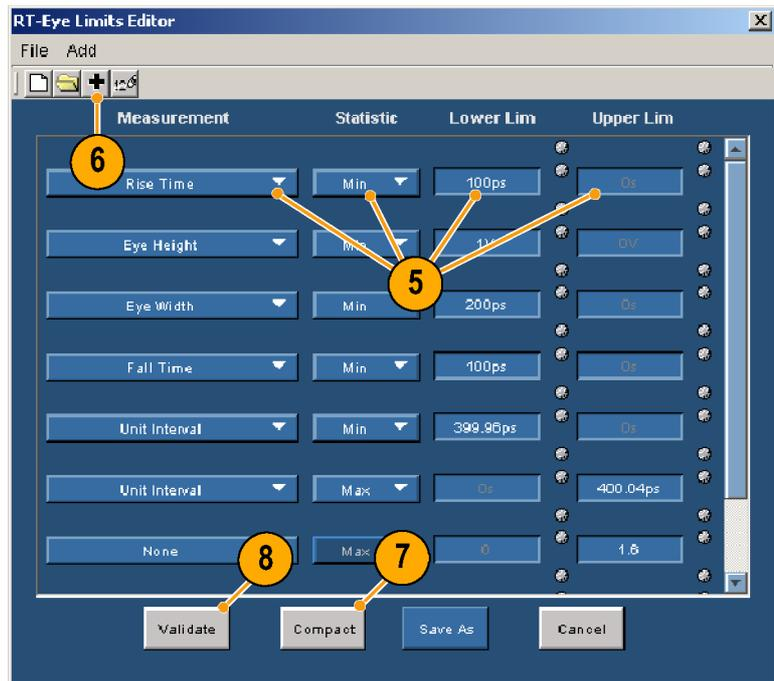 RT-Eye Limits Editor
File Add
6
Measurement Statistic Lower Lim Upper Lim
Rise Time Min 100ps 0s
Eye Height Min 0V
5
Eye Width Min 200ps 0s
Fall Time Min 100ps 0s
Unit Interval Min 399.96ps 0s
Unit Interval Max 0s 400.04ps
None Max 0 1.6
8
7
Validate Compact Save As Cancel